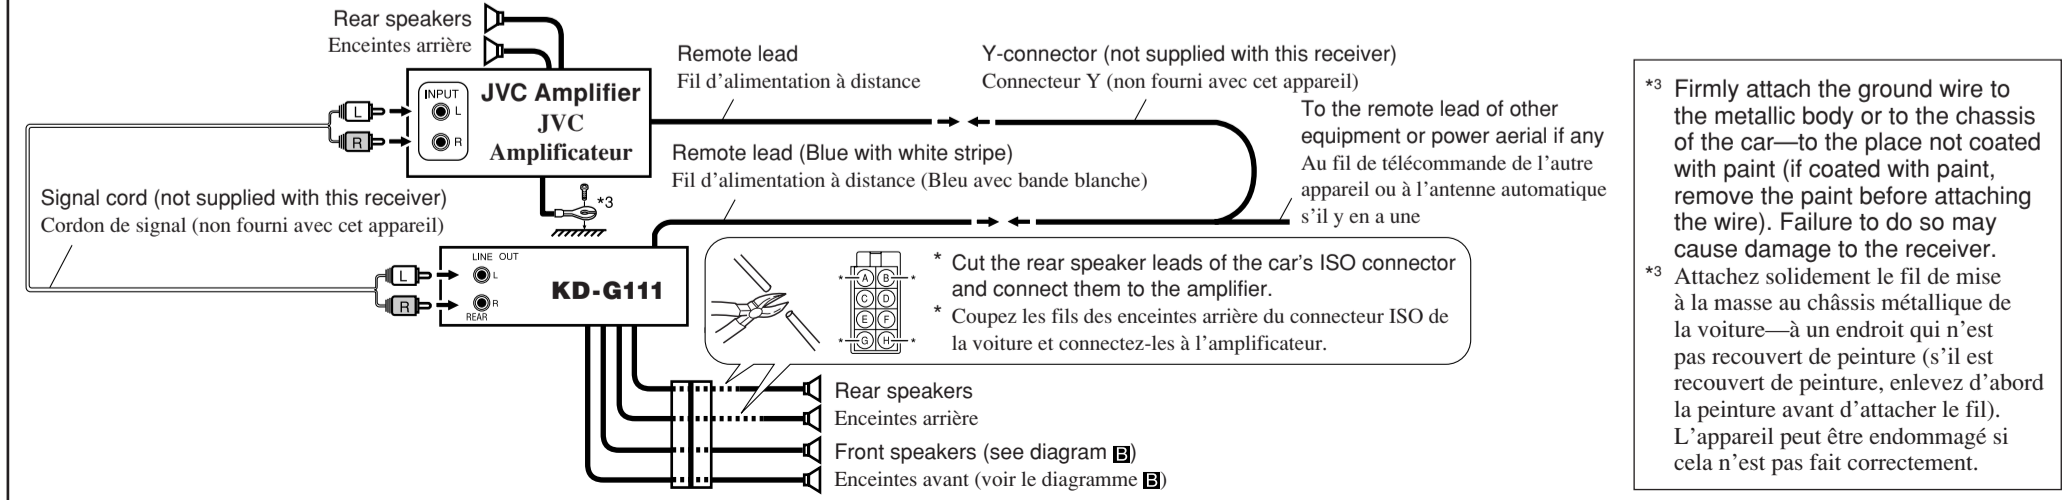 Rear speakers
Enceintes arrière
INPUT
L
R
JVC Amplifier
JVC
Amplificateur
L
R
Remote lead
Fil d'alimentation à distance
Y-connector (not supplied with this receiver)
Connecteur Y (non fourni avec cet appareil)
To the remote lead of other
equipment or power aerial if any
Au fil de télécommande de l'autre
appareil ou à l'antenne automatique
s'il y en a une
Remote lead (Blue with white stripe)
Fil d'alimentation à distance (Bleu avec bande blanche)
*3
Signal cord (not supplied with this receiver)
Cordon de signal (non fourni avec cet appareil)
L
R
LINE OUT
L
R
REAR
KD-G111
* A B *
C D
E F
* G H *
* Cut the rear speaker leads of the car's ISO connector
and connect them to the amplifier.
* Coupez les fils des enceintes arrière du connecteur ISO de
la voiture et connectez-les à l'amplificateur.
Rear speakers
Enceintes arrière
Front speakers (see diagram B)
Enceintes avant (voir le diagramme B)
*3 Firmly attach the ground wire to
the metallic body or to the chassis
of the car—to the place not coated
with paint (if coated with paint,
remove the paint before attaching
the wire). Failure to do so may
cause damage to the receiver.
*3 Attachez solidement le fil de mise
à la masse au châssis métallique de
la voiture—à un endroit qui n'est
pas recouvert de peinture (s'il est
recouvert de peinture, enlevez d'abord
la peinture avant d'attacher le fil).
L'appareil peut être endommagé si
cela n'est pas fait correctement.